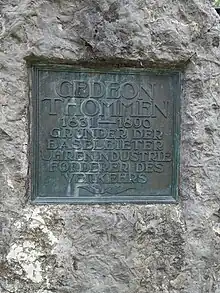 GEDEON
THOMMEN
1831–1890
GRÜNDER DER
BASELBIETER
UHRENINDUSTRIE
FÖRDERER DES
VERKEHRS